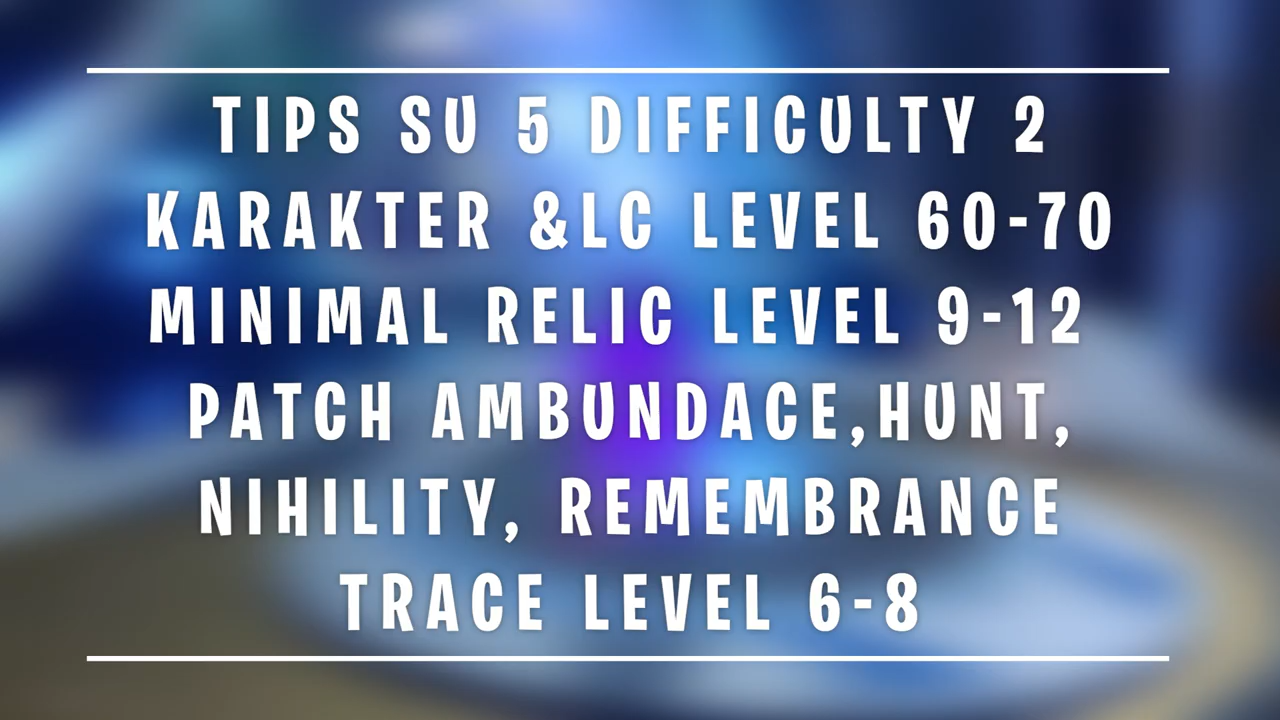 TIPS SU 5 DIFFICULTY 2
KARAKTER &LC LEVEL 60-70
MINIMAL RELIC LEVEL 9-12
PATCH AMBUNDACE,HUNT,
NIHILITY, REMEMBRANCE
TRACE LEVEL 6-8